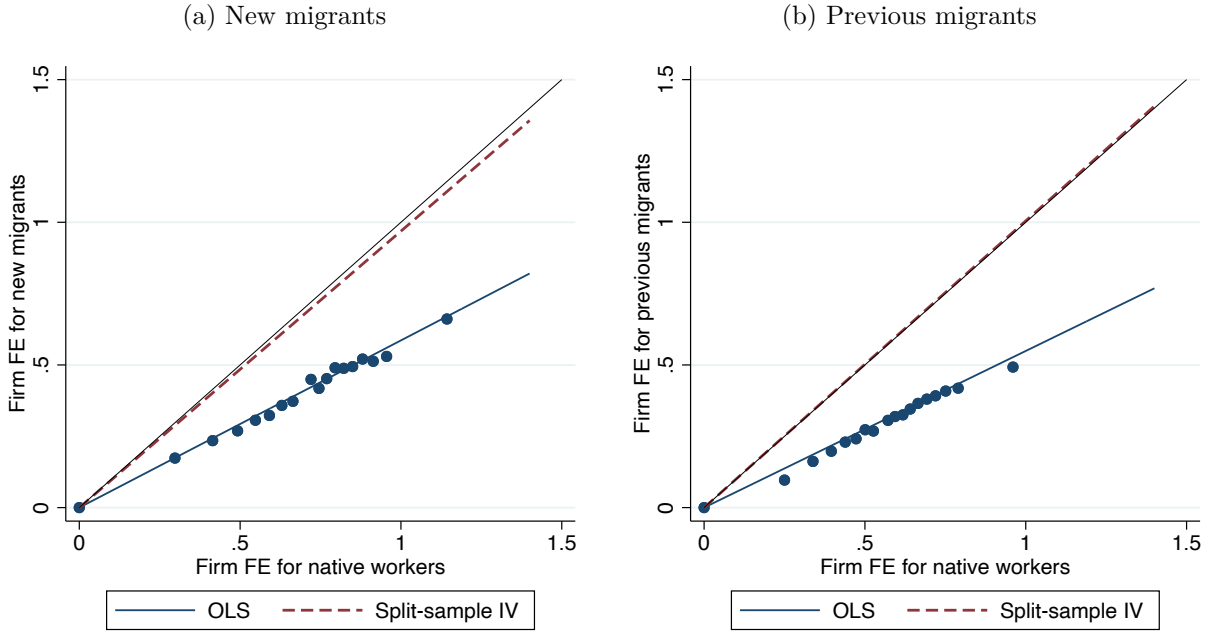 (a) New migrants
Firm FE for new migrants
1.5
1
.5
0
0 .5 1 1.5
Firm FE for native workers
OLS Split-sample IV
(b) Previous migrants
Firm FE for previous migrants
1.5
1
.5
0
0 .5 1 1.5
Firm FE for native workers
OLS Split-sample IV